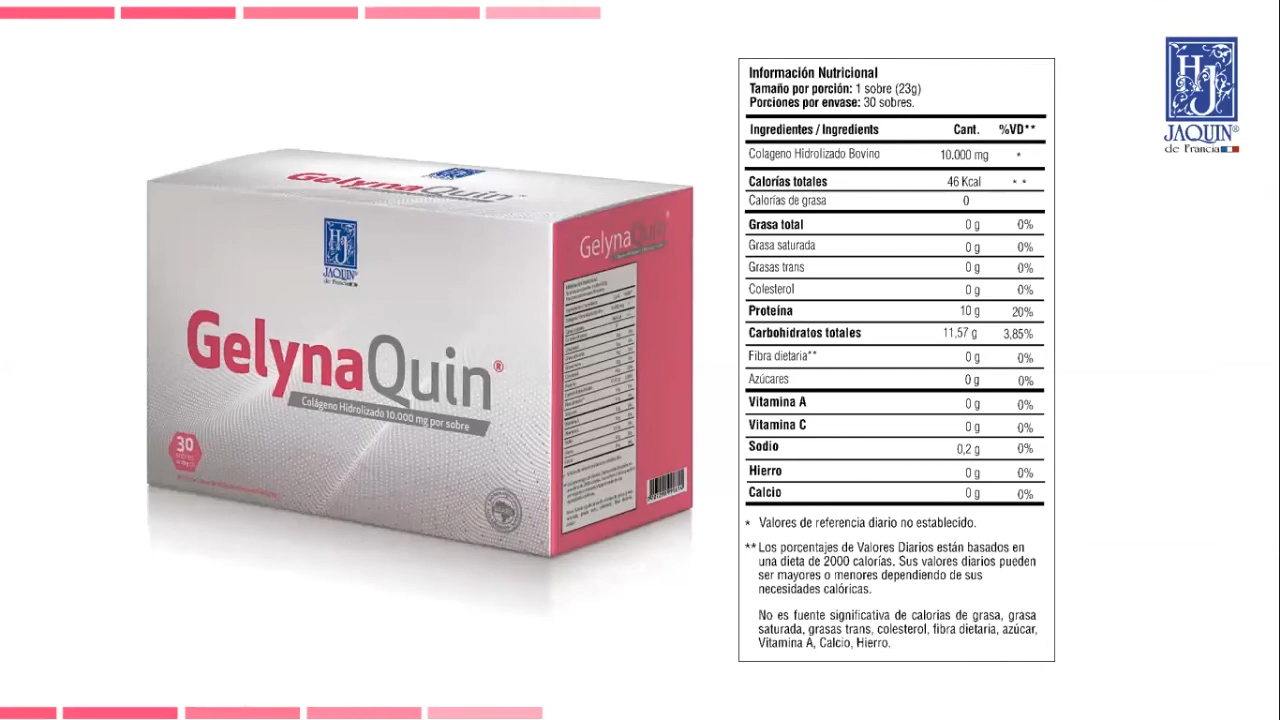 JAQUIN®
de Francia
GelynaQuin®
JAQUIN®
de Francia
GelynaQuin®
Colágeno Hidrolizado 10.000 mg por sobre
30
GelynaQuin®
Información Nutricional
Tamaño por porción: 1 sobre (23g)
Porciones por envase: 30 sobres.
Ingredientes / Ingredients Cant. %VD**
Colageno Hidrolizado Bovino 10.000 mg *
Calorías totales 46 Kcal **
Calorías de grasa 0
Grasa total 0 g 0%
Grasa saturada 0 g 0%
Grasas trans 0 g 0%
Colesterol 0 g 0%
Proteína 10 g 20%
Carbohidratos totales 11,57 g 3,85%
Fibra dietaria** 0 g 0%
Azúcares 0 g 0%
Vitamina A 0 g 0%
Vitamina C 0 g 0%
Sodio 0,2 g 0%
Hierro 0 g 0%
Calcio 0 g 0%
* Valores de referencia diario no establecido.
** Los porcentajes de Valores Diarios están basados en
una dieta de 2000 calorías. Sus valores diarios pueden
ser mayores o menores dependiendo de sus
necesidades calóricas.
No es fuente significativa de calorias de grasa, grasa
saturada, grasas trans, colesterol, fibra dietaria, azúcar,
Vitamina A, Calcio, Hierro.